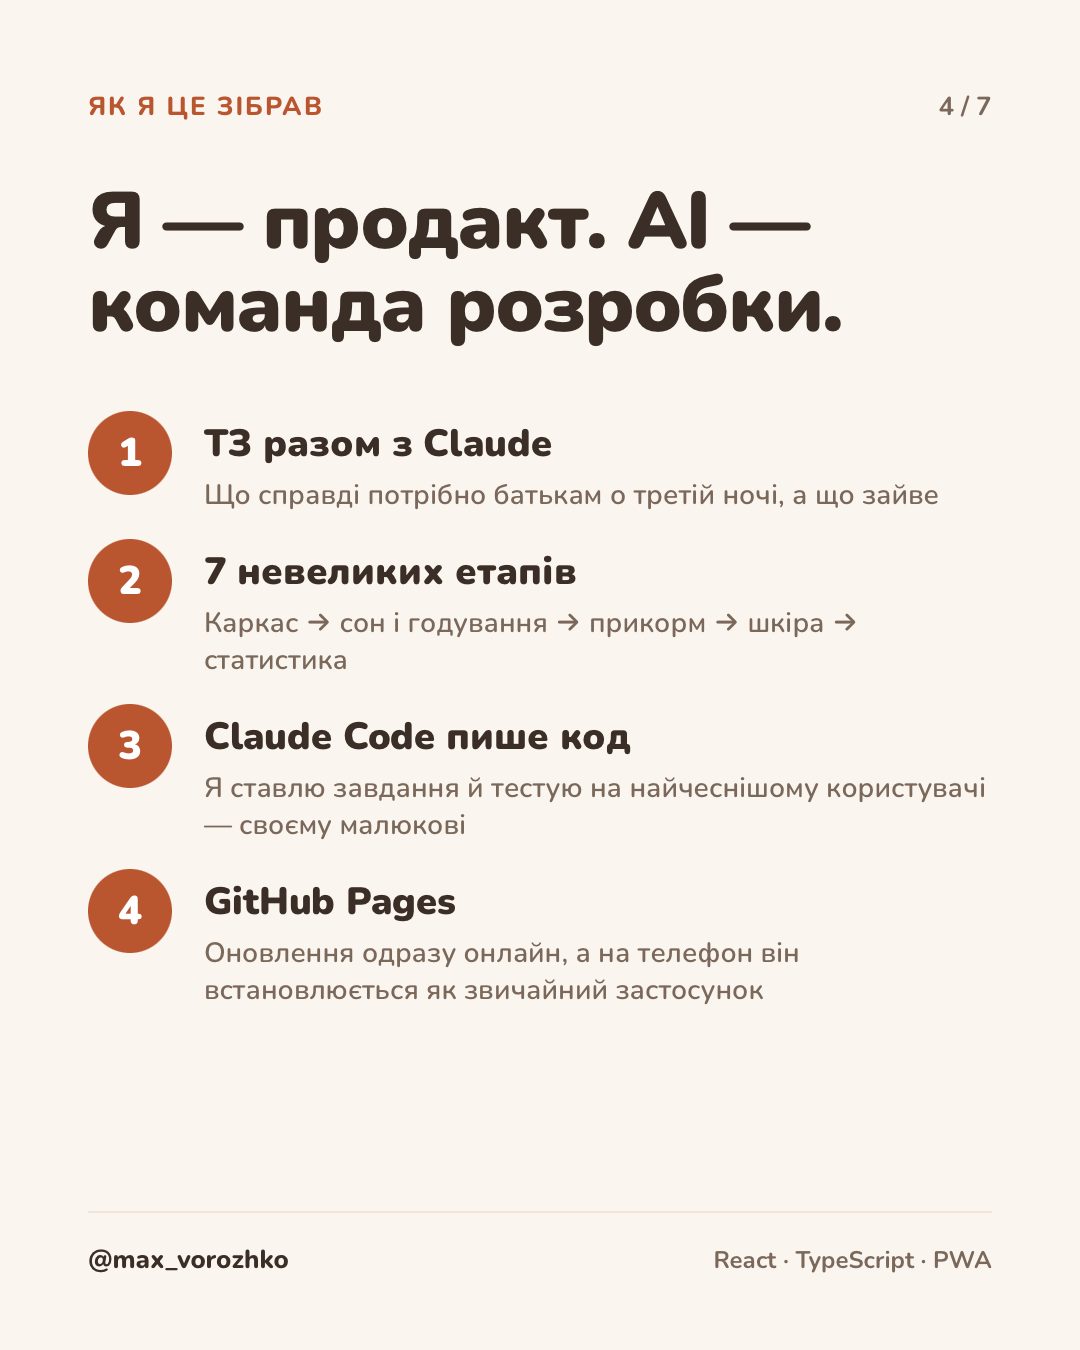 ЯК Я ЦЕ ЗІБРАВ
4 / 7
Я — продакт. AI —
команда розробки.
1
ТЗ разом з Claude
Що справді потрібно батькам о третій ночі, а що зайве
2
7 невеликих етапів
Каркас → сон і годування → прикорм → шкіра →
статистика
3
Claude Code пише код
Я ставлю завдання й тестую на найчеснішому користувачі
— своєму малюкові
4
GitHub Pages
Оновлення одразу онлайн, а на телефон він
встановлюється як звичайний застосунок
@max_vorozhko
React · TypeScript · PWA